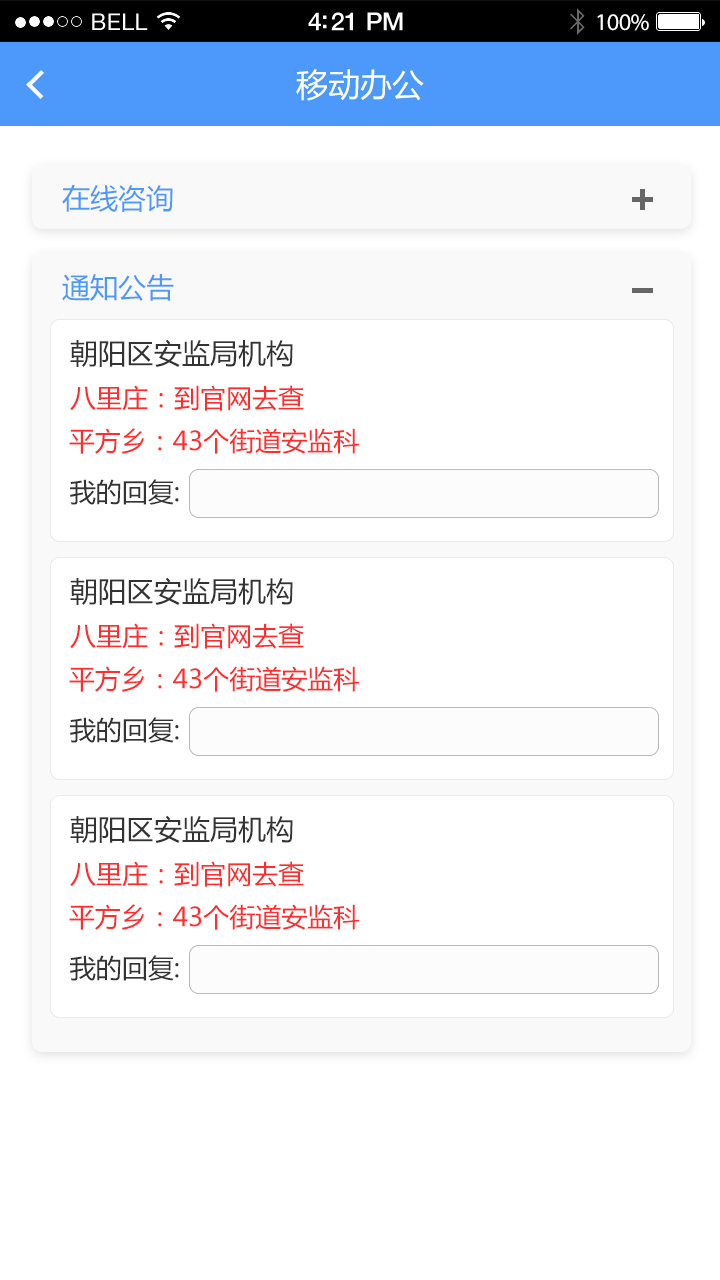 BELL 4:21 PM 100%
移动办公
在线咨询
通知公告
朝阳区安监局机构
八里庄：到官网去查
平方乡：43个街道安监科
我的回复:
朝阳区安监局机构
八里庄：到官网去查
平方乡：43个街道安监科
我的回复:
朝阳区安监局机构
八里庄：到官网去查
平方乡：43个街道安监科
我的回复: